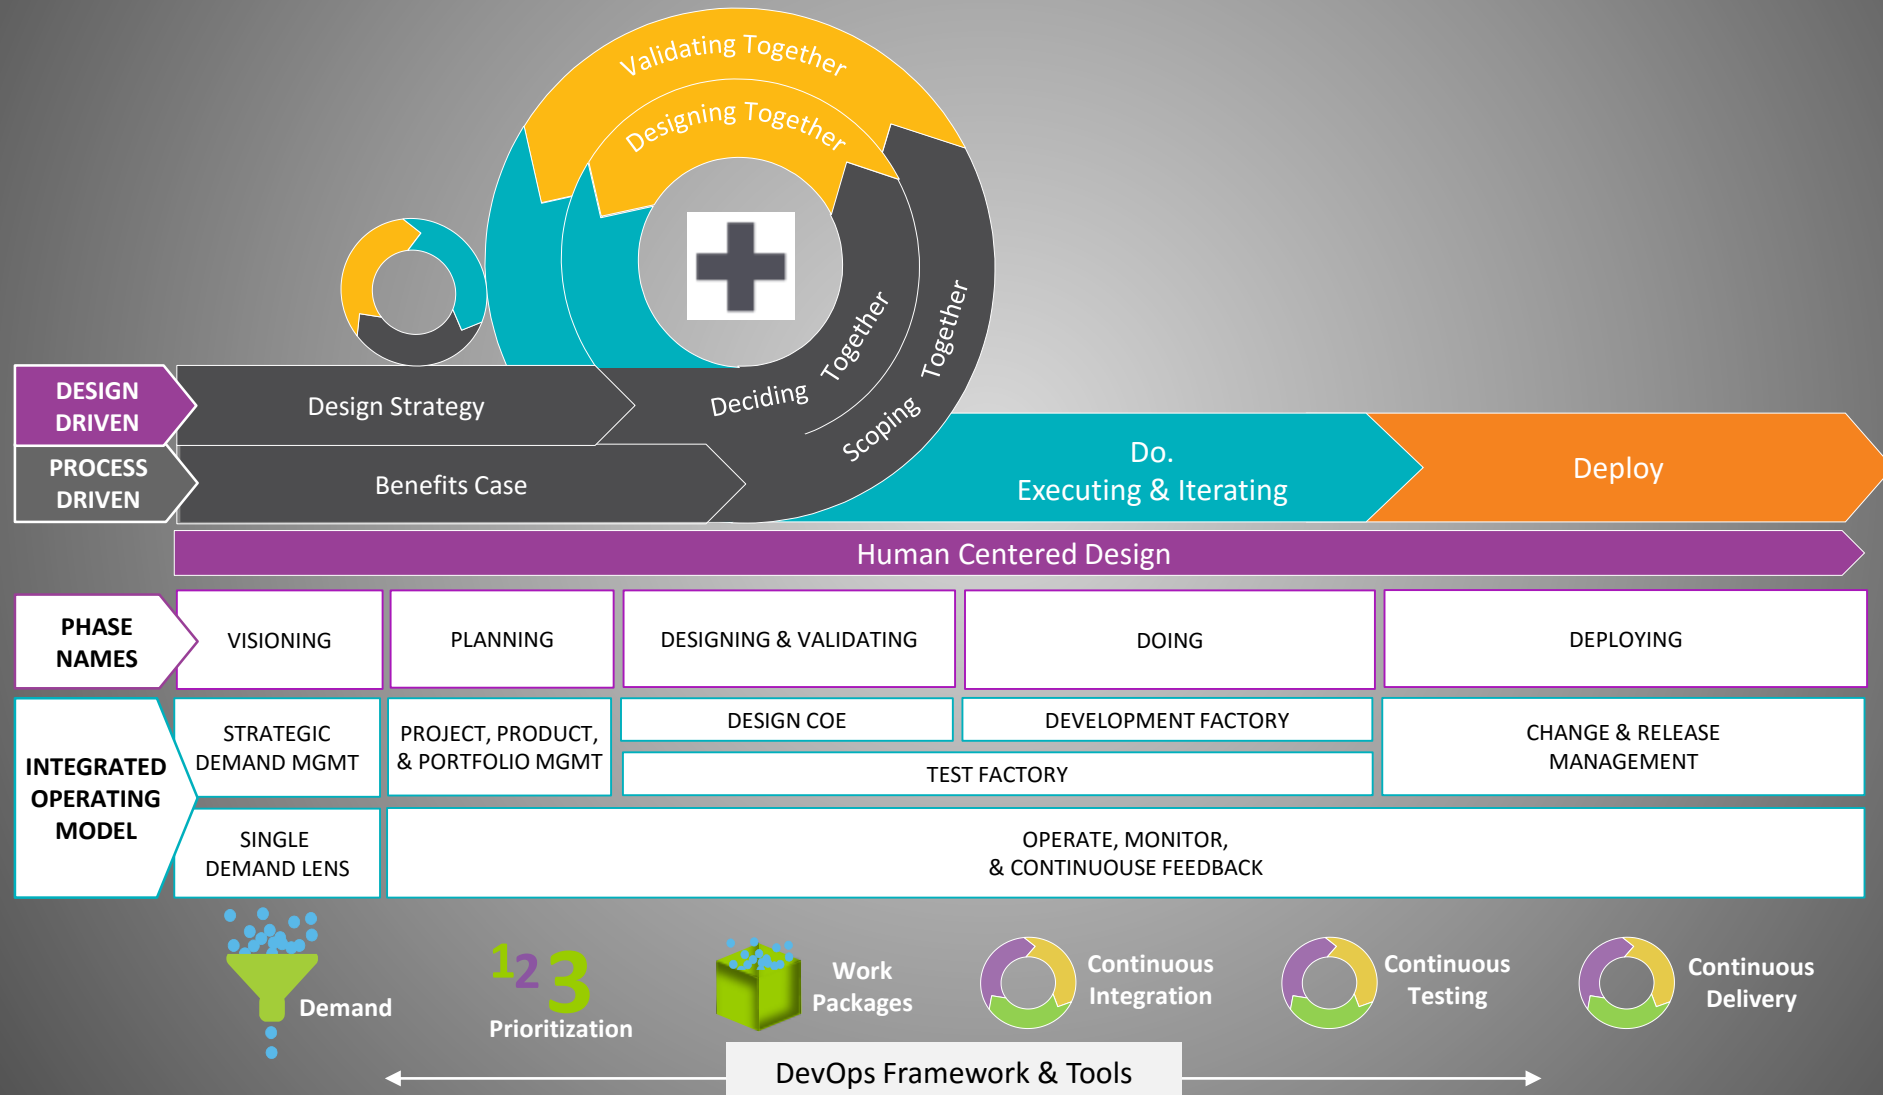 Validating Together
Designing Together
Deciding Together
Scoping Together
DESIGN
DRIVEN
Design Strategy
PROCESS
DRIVEN
Benefits Case
Do.
Executing & Iterating
Deploy
Human Centered Design
PHASE
NAMES
VISIONING
PLANNING
DESIGNING & VALIDATING
DOING
DEPLOYING
INTEGRATED
OPERATING
MODEL
STRATEGIC
DEMAND MGMT
PROJECT, PRODUCT,
& PORTFOLIO MGMT
DESIGN COE
DEVELOPMENT FACTORY
TEST FACTORY
CHANGE & RELEASE
MANAGEMENT
SINGLE
DEMAND LENS
OPERATE, MONITOR,
& CONTINUOUSE FEEDBACK
Demand
123
Prioritization
Work
Packages
Continuous
Integration
Continuous
Testing
Continuous
Delivery
DevOps Framework & Tools